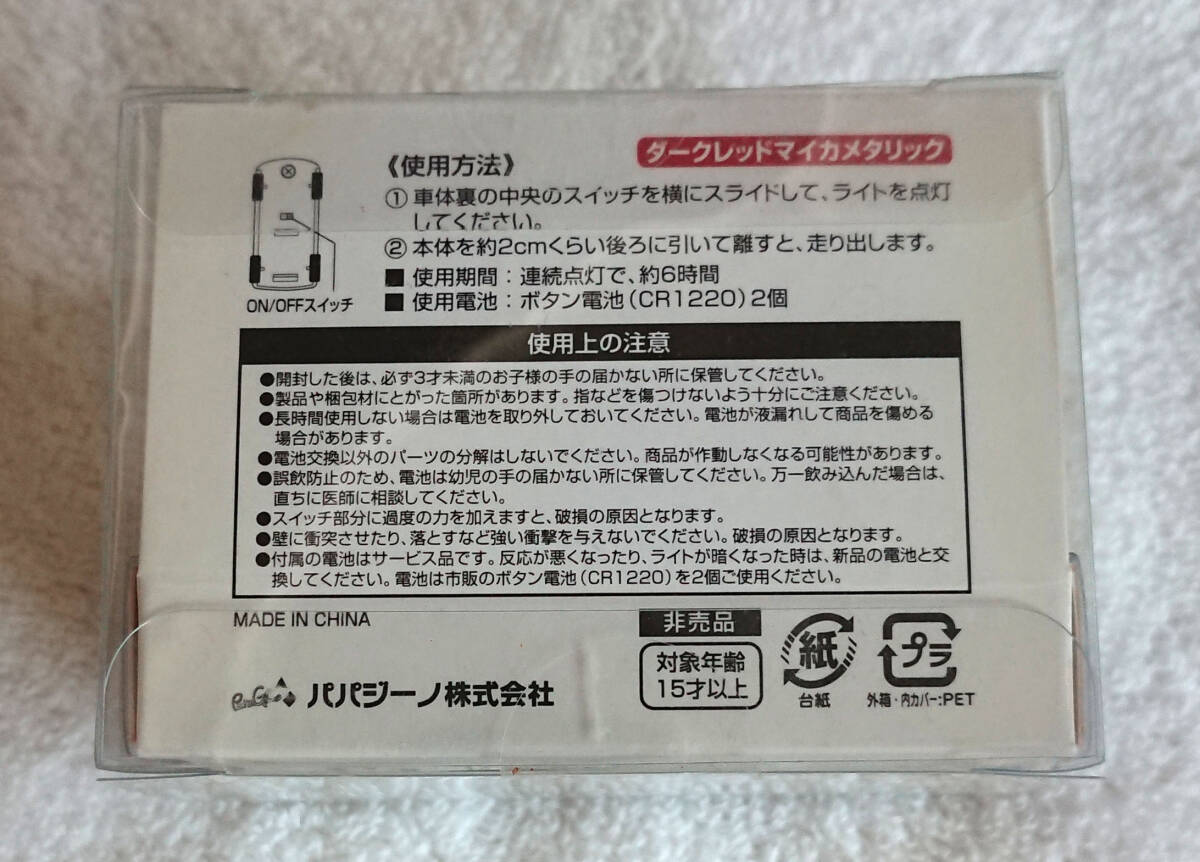 ダークレッドマイカメタリック
《使用方法》
① 車体裏の中央のスイッチを横にスライドして、ライトを点灯
してください。
② 本体を約2cmくらい後ろに引いて離すと、走り出します。
■ 使用期間：連続点灯で、約6時間
■ 使用電池：ボタン電池（CR1220）2個
ON/OFFスイッチ
使用上の注意
●開封した後は、必ず3才未満のお子様の手の届かない所に保管してください。
●製品や梱包材にとがった箇所があります。指などを傷つけないよう十分にご注意ください。
●長時間使用しない場合は電池を取り外しておいてください。電池が液漏れして商品を傷める
場合があります。
●電池交換以外のパーツの分解はしないでください。商品が作動しなくなる可能性があります。
●誤飲防止のため、電池は幼児の手の届かない所に保管してください。万一飲み込んだ場合は、
直ちに医師に相談してください。
●スイッチ部分に過度の力を加えますと、破損の原因となります。
●壁に衝突させたり、落とすなど強い衝撃を与えないでください。破損の原因となります。
●付属の電池はサービス品です。反応が悪くなったり、ライトが暗くなった時は、新品の電池と交
換してください。電池は市販のボタン電池（CR1220）を2個ご使用ください。
MADE IN CHINA
パパジーノ株式会社
非売品
対象年齢
15才以上
紙
台紙
プラ
外箱・内カバー:PET